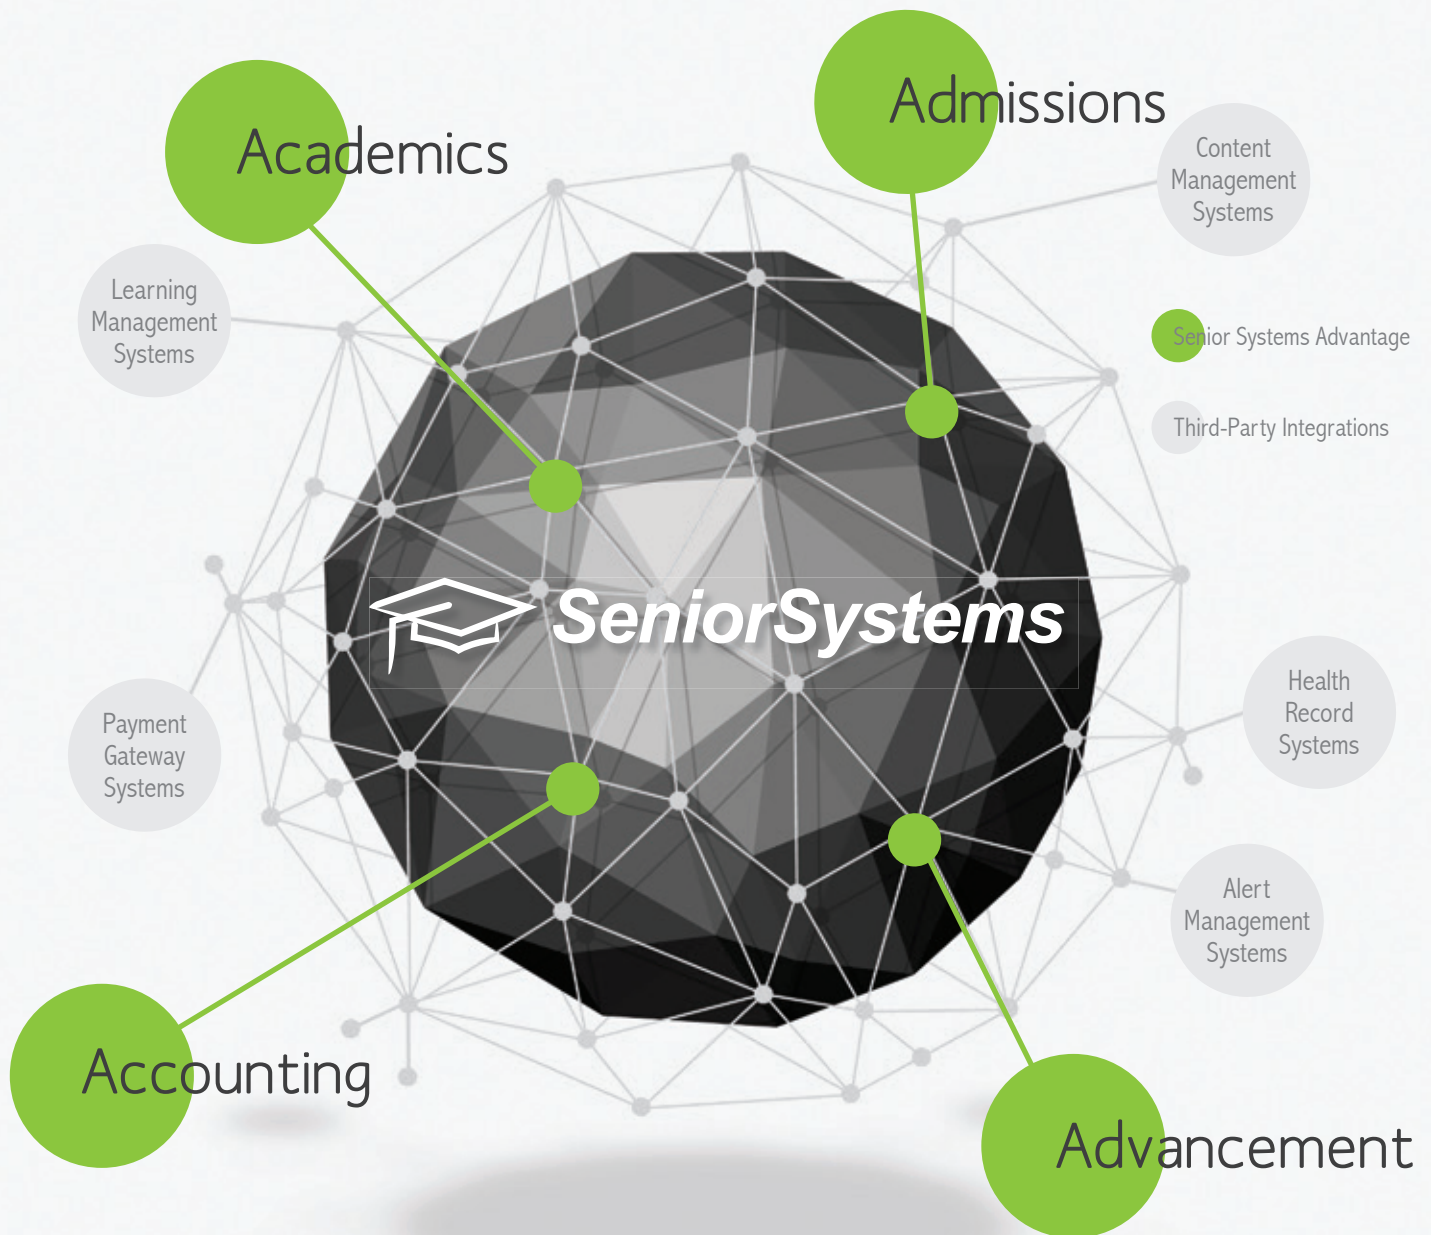 Admissions
Academics
Content
Management
Systems
Learning
Management
Systems
Senior Systems Advantage
Third-Party Integrations
SeniorSystems
Payment
Gateway
Systems
Health
Record
Systems
Alert
Management
Systems
Accounting
Advancement